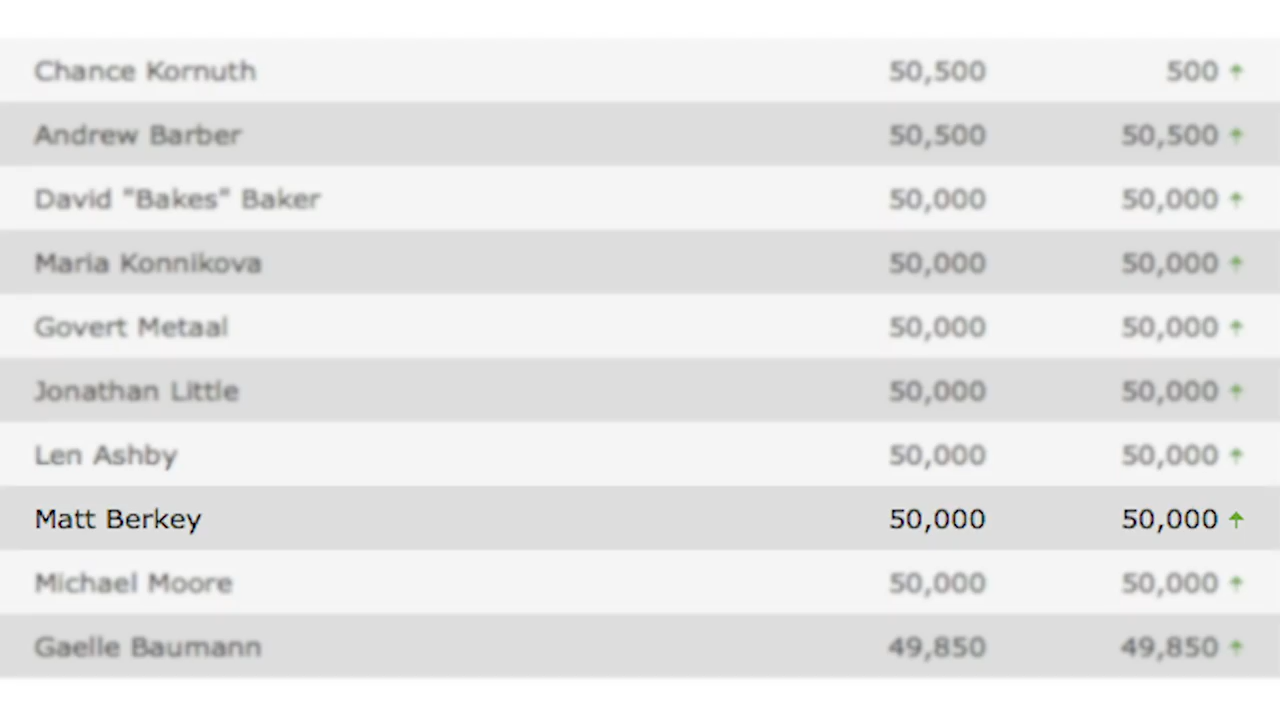 Chance Kornuth 50,500 500
Andrew Barber 50,500 50,500
David "Bakes" Baker 50,000 50,000
Maria Konnikova 50,000 50,000
Govert Metaal 50,000 50,000
Jonathan Little 50,000 50,000
Len Ashby 50,000 50,000
Matt Berkey 50,000 50,000
Michael Moore 50,000 50,000
Gaelle Baumann 49,850 49,850